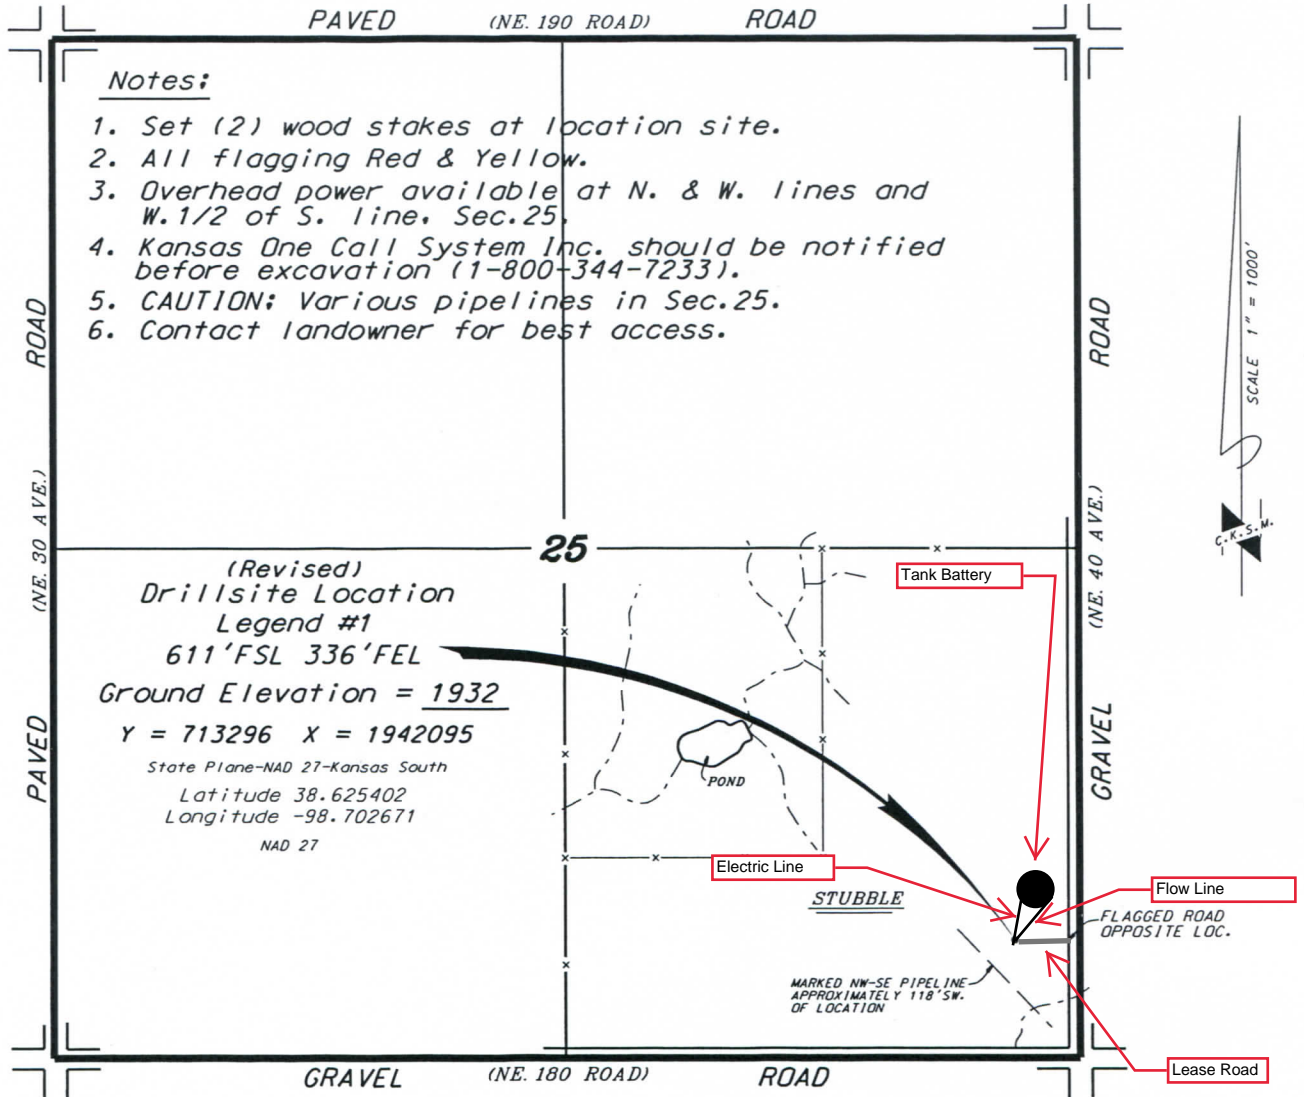 PAVED (NE. 190 ROAD) ROAD
Notes:
1. Set (2) wood stakes at location site.
2. All flagging Red & Yellow.
3. Overhead power available at N. & W. lines and
W.1/2 of S. line, Sec.25.
4. Kansas One Call System Inc. should be notified
before excavation (1-800-344-7233).
5. CAUTION: Various pipelines in Sec.25.
6. Contact landowner for best access.
ROAD
(NE. 30 AVE.)
PAVED
ROAD
(NE. 40 AVE.)
GRAVEL
SCALE 1" = 1000'
C.K.S.M.
25
(Revised)
Drillsite Location
Legend #1
611'FSL 336'FEL
Ground Elevation = 1932
Y = 713296 X = 1942095
State Plane-NAD 27-Kansas South
Latitude 38.625402
Longitude -98.702671
NAD 27
Tank Battery
POND
Electric Line
STUBBLE
Flow Line
FLAGGED ROAD
OPPOSITE LOC.
MARKED NW-SE PIPELINE
APPROXIMATELY 118'SW.
OF LOCATION
Lease Road
GRAVEL (NE. 180 ROAD) ROAD